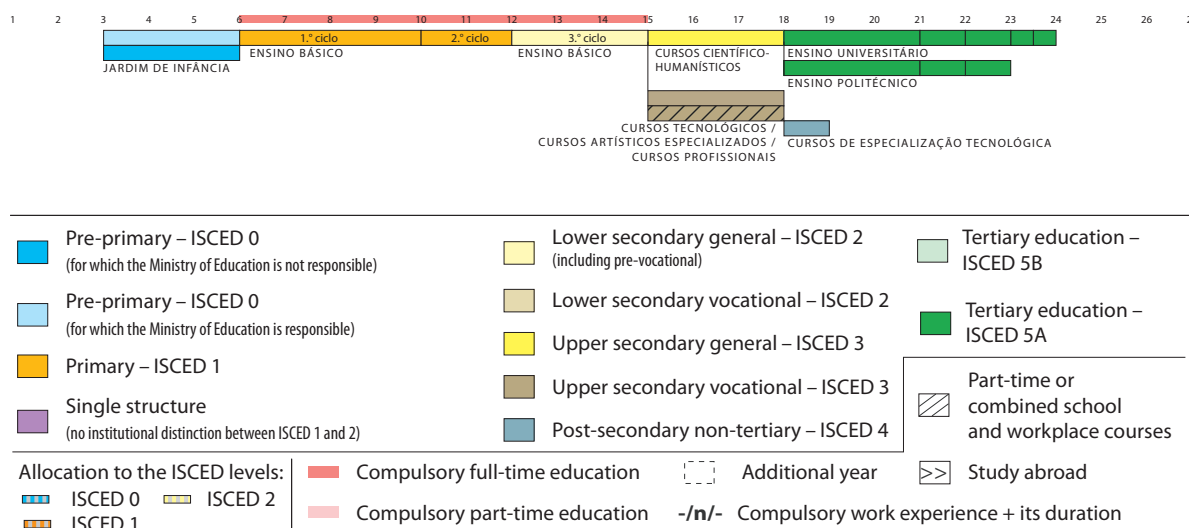 1 2 3 4 5 6 7 8 9 10 11 12 13 14 15 16 17 18 19 20 21 22 23 24 25 26
1.° ciclo 2.° ciclo 3.° ciclo
ENSINO BÁSICO ENSINO BÁSICO CURSOS CIENTÍFICO-
HUMANÍSTICOS ENSINO UNIVERSITÁRIO
JARDIM DE INFÂNCIA
ENSINO POLITÉCNICO
CURSOS TECNOLÓGICOS /
CURSOS ARTÍSTICOS ESPECIALIZADOS /
CURSOS PROFISSIONAIS
CURSOS DE ESPECIALIZAÇÃO TECNOLÓGICA
Pre-primary – ISCED 0
(for which the Ministry of Education is not responsible)
Pre-primary – ISCED 0
(for which the Ministry of Education is responsible)
Primary – ISCED 1
Single structure
(no institutional distinction between ISCED 1 and 2)
Lower secondary general – ISCED 2
(including pre-vocational)
Lower secondary vocational – ISCED 2
Upper secondary general – ISCED 3
Upper secondary vocational – ISCED 3
Post-secondary non-tertiary – ISCED 4
Tertiary education –
ISCED 5B
Tertiary education –
ISCED 5A
Part-time or
combined school
and workplace courses
Allocation to the ISCED levels:
ISCED 0 ISCED 2
ISCED 1
Compulsory full-time education
Compulsory part-time education
Additional year
>> Study abroad
-/n/- Compulsory work experience + its duration